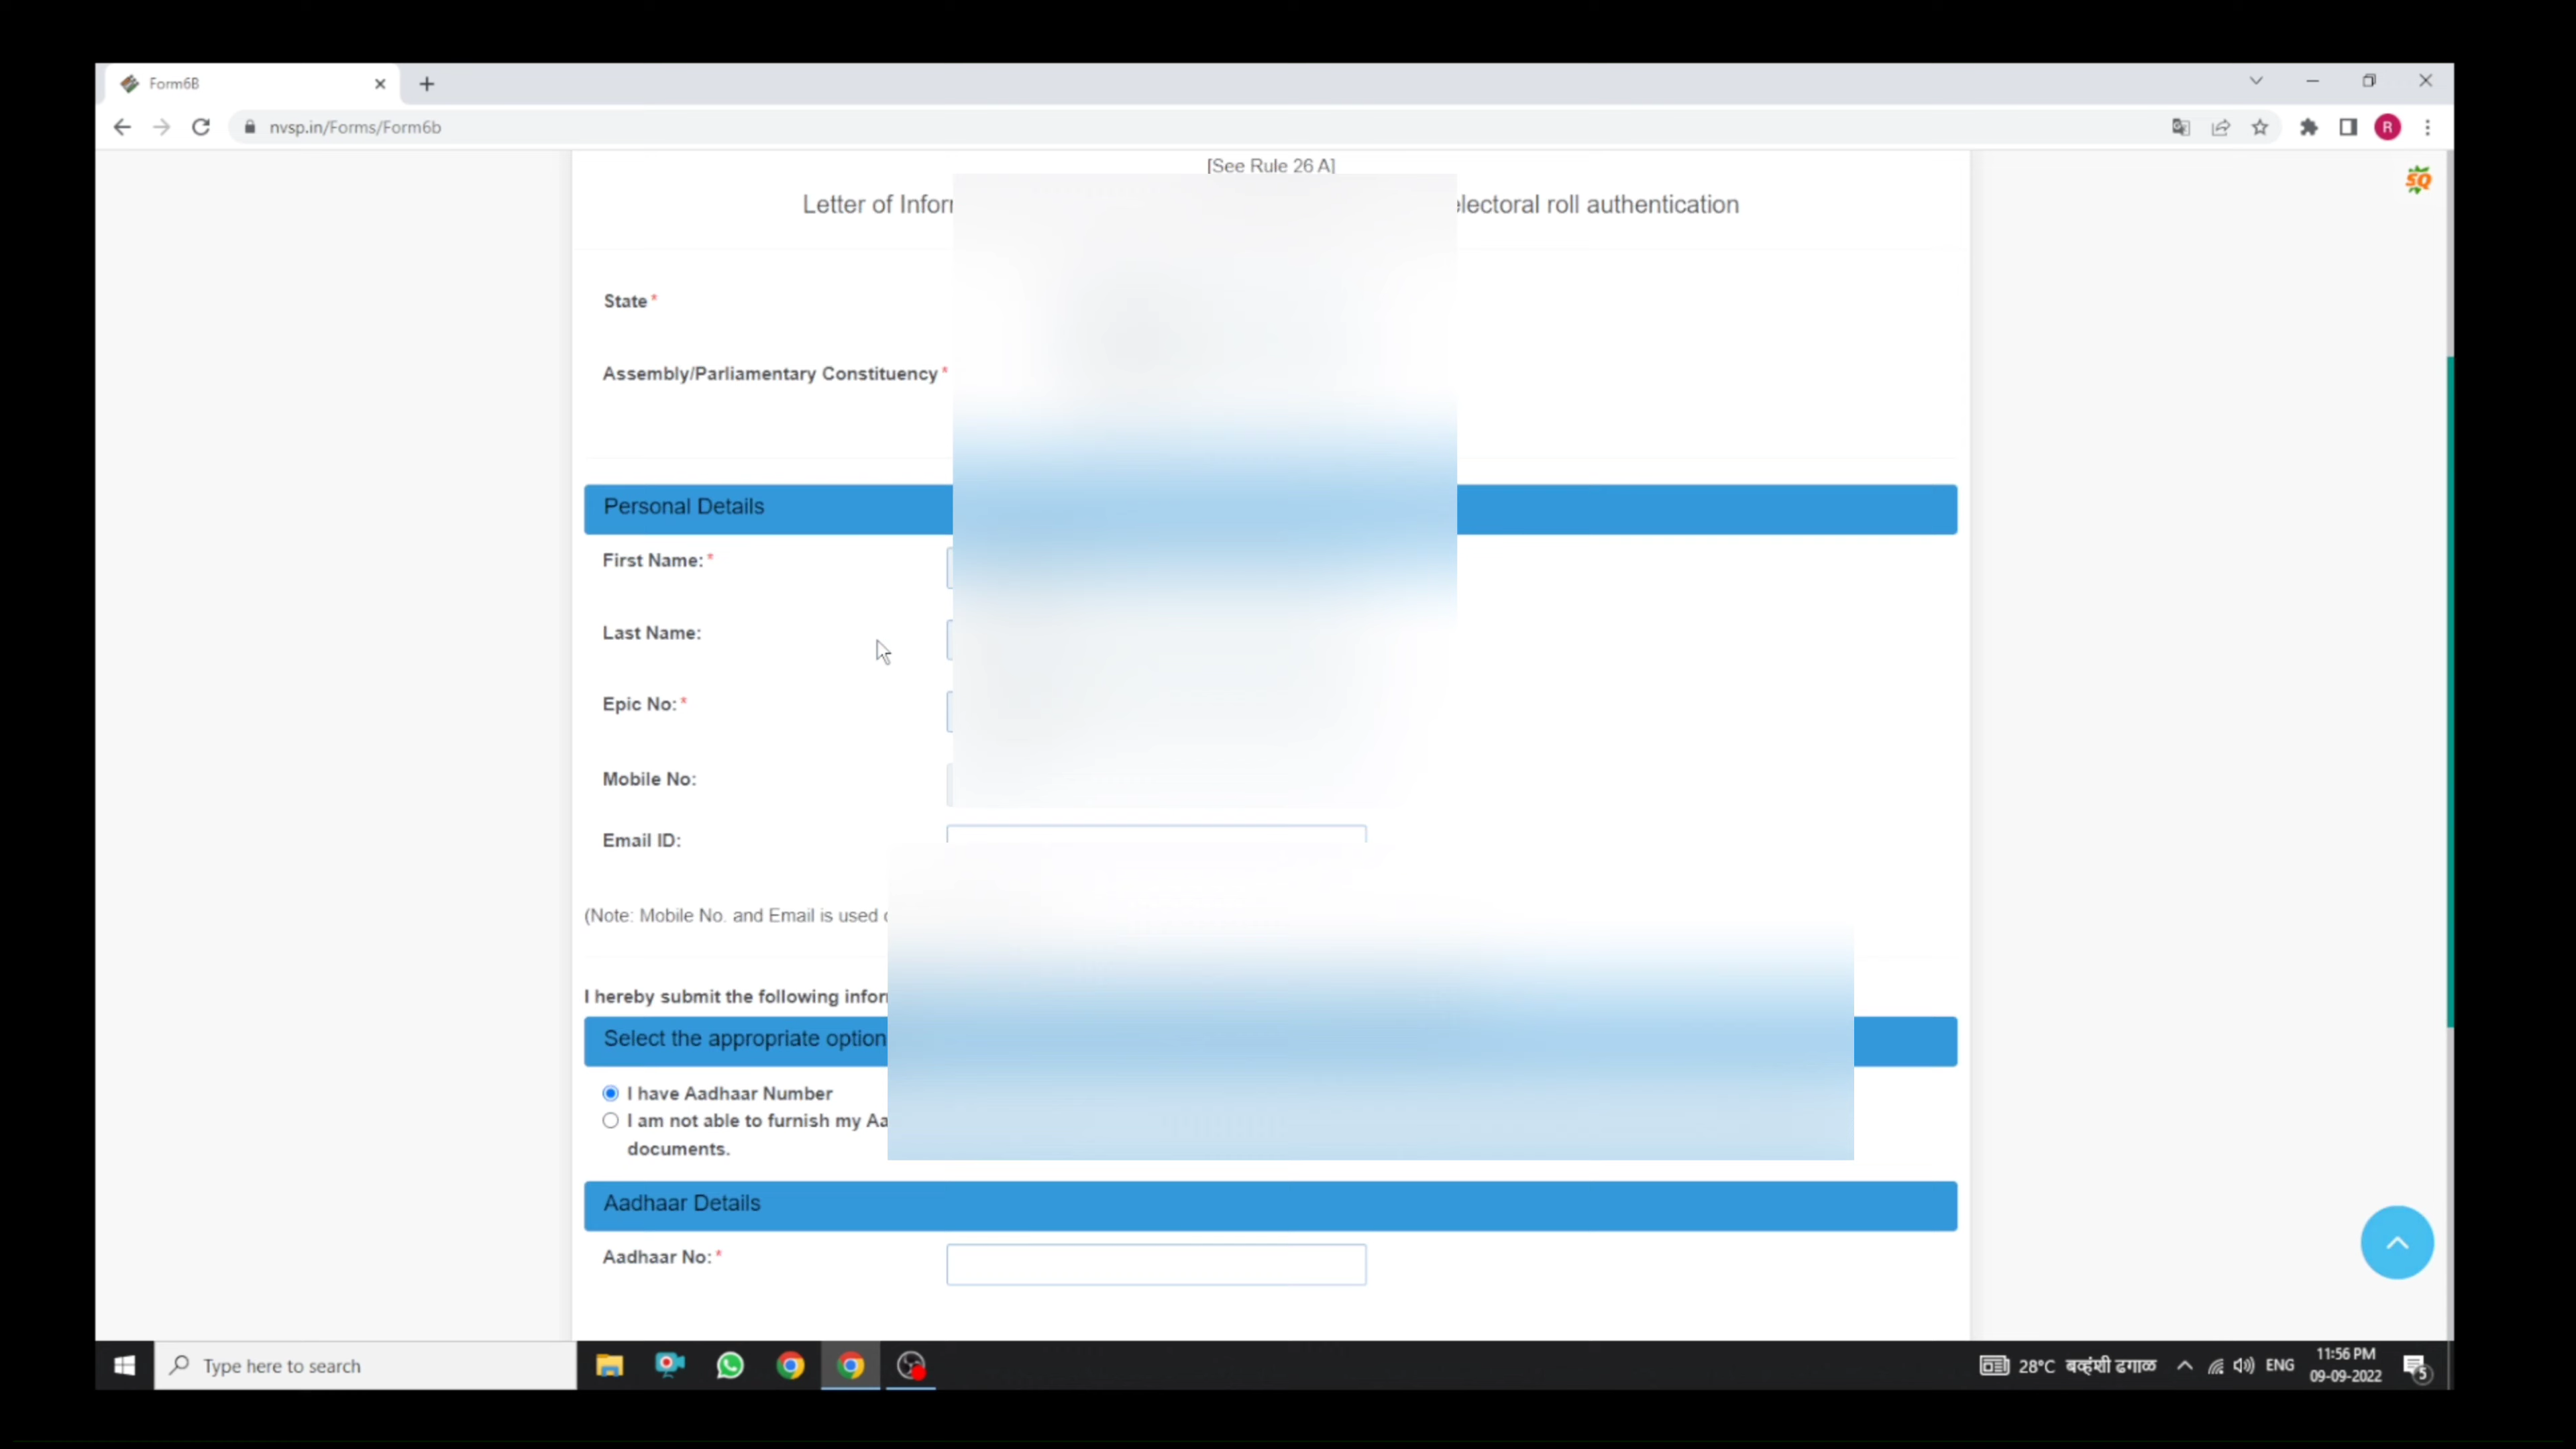 Form6B
nvsp.in/Forms/Form6b
R
[See Rule 26 A]
SQ
Letter of Infor lectoral roll authentication
State*
Assembly/Parliamentary Constituency*
Personal Details
First Name:*
Last Name:
Epic No:*
Mobile No:
Email ID:
(Note: Mobile No. and Email is used
I hereby submit the following infor
Select the appropriate option
I have Aadhaar Number
I am not able to furnish my Aa
documents.
Aadhaar Details
Aadhaar No:*
Type here to search
28°C बव्हंशी ढगाळ
ENG
11:56 PM
09-09-2022
5